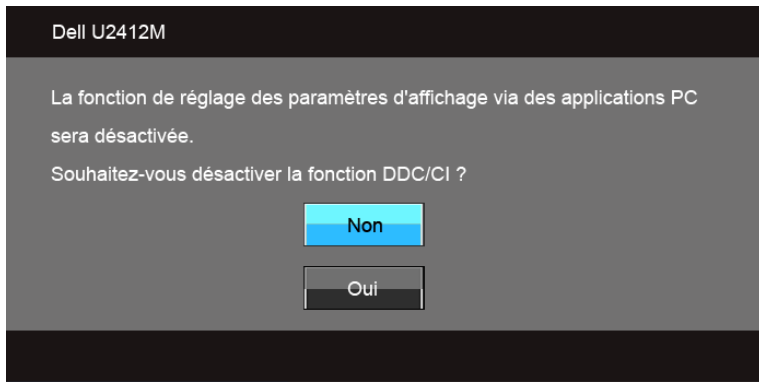 Dell U2412M
La fonction de réglage des paramètres d'affichage via des applications PC
sera désactivée.
Souhaitez-vous désactiver la fonction DDC/CI ?
Non
Oui